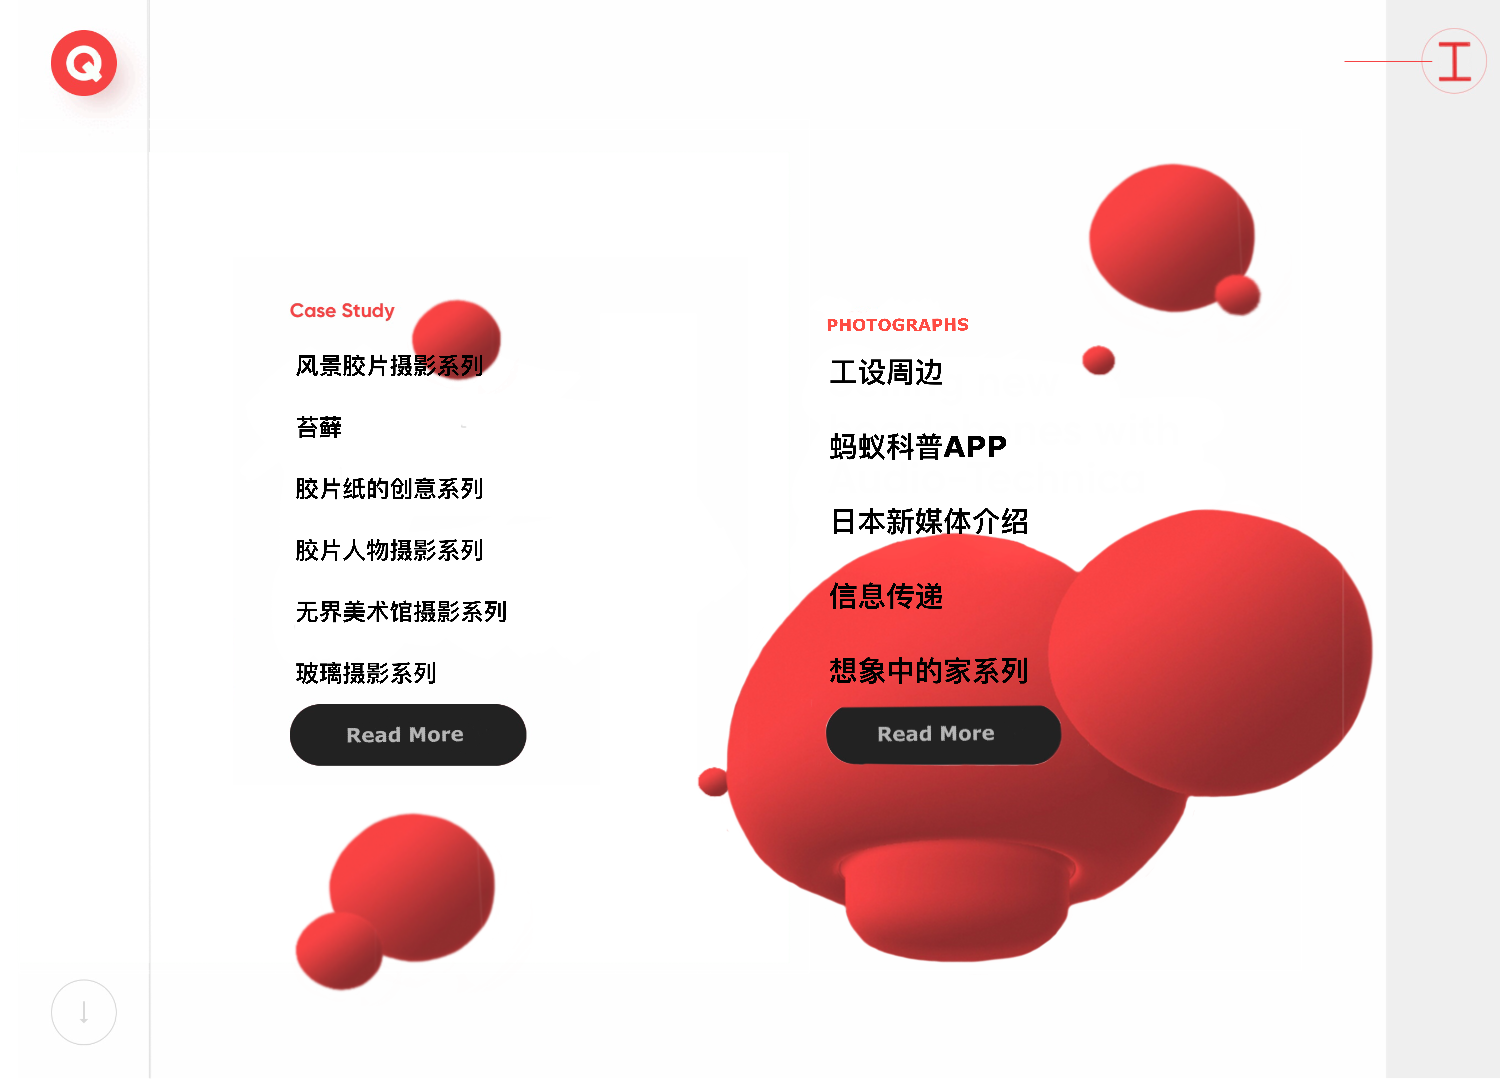 Q
工
Case Study
风景胶片摄影系列
苔藓
胶片纸的创意系列
胶片人物摄影系列
无界美术馆摄影系列
玻璃摄影系列
Read More
PHOTOGRAPHS
工设周边
蚂蚁科普APP
日本新媒体介绍
信息传递
想象中的家系列
Read More